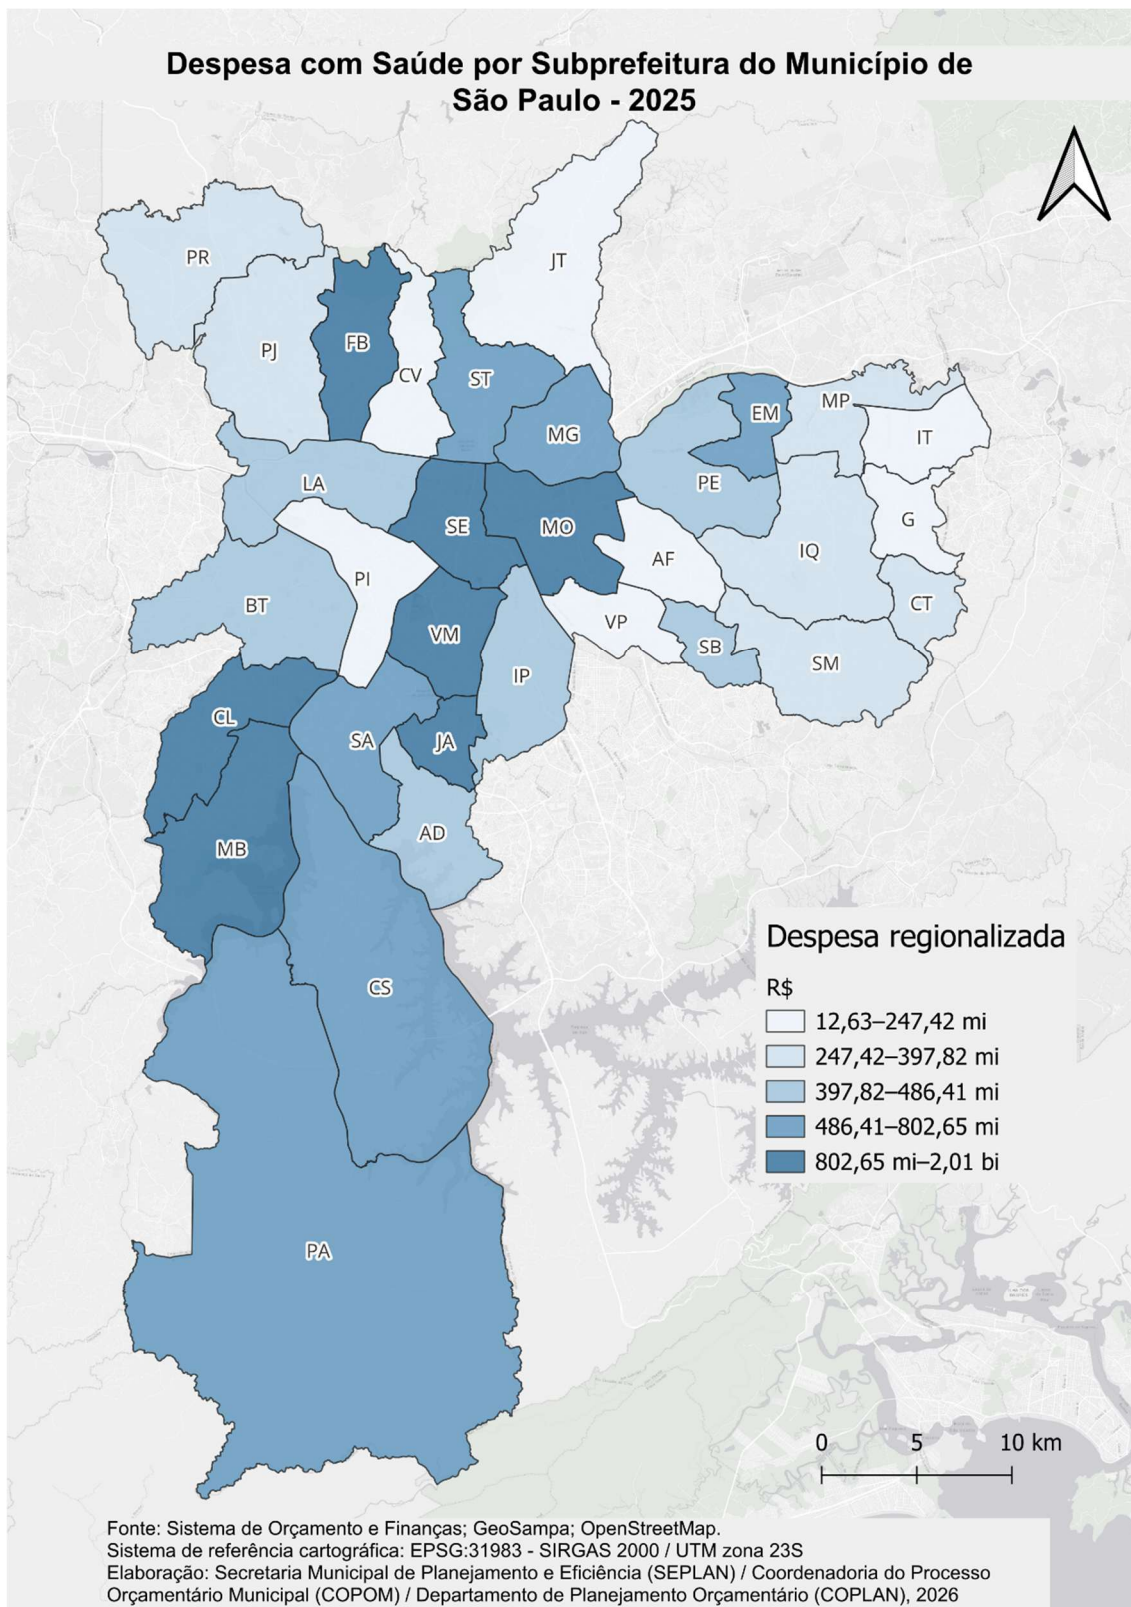 Despesa com Saúde por Subprefeitura do Município de
São Paulo - 2025
JT
PR
PJ
FB
CV
ST
MG
EM
MP
IT
LA
PE
SE
MO
G
AF
IQ
PI
BT
CT
VP
VM
SB
SM
IP
CL
SA
JA
AD
MB
CS
PA
Despesa regionalizada
R$
12,63–247,42 mi
247,42–397,82 mi
397,82–486,41 mi
486,41–802,65 mi
802,65 mi–2,01 bi
0 5 10 km
Fonte: Sistema de Orçamento e Finanças; GeoSampa; OpenStreetMap.
Sistema de referência cartográfica: EPSG:31983 - SIRGAS 2000 / UTM zona 23S
Elaboração: Secretaria Municipal de Planejamento e Eficiência (SEPLAN) / Coordenadoria do Processo
Orçamentário Municipal (COPOM) / Departamento de Planejamento Orçamentário (COPLAN), 2026